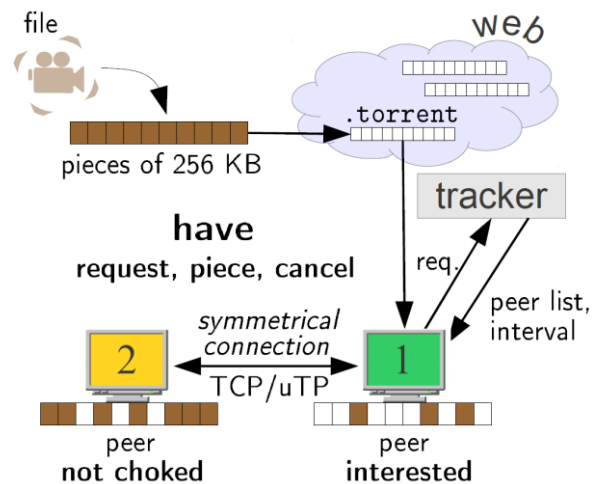 file
web
.torrent
pieces of 256 KB
tracker
have
request, piece, cancel
req.
peer list,
interval
symmetrical
connection
TCP/uTP
2
1
peer
not choked
peer
interested